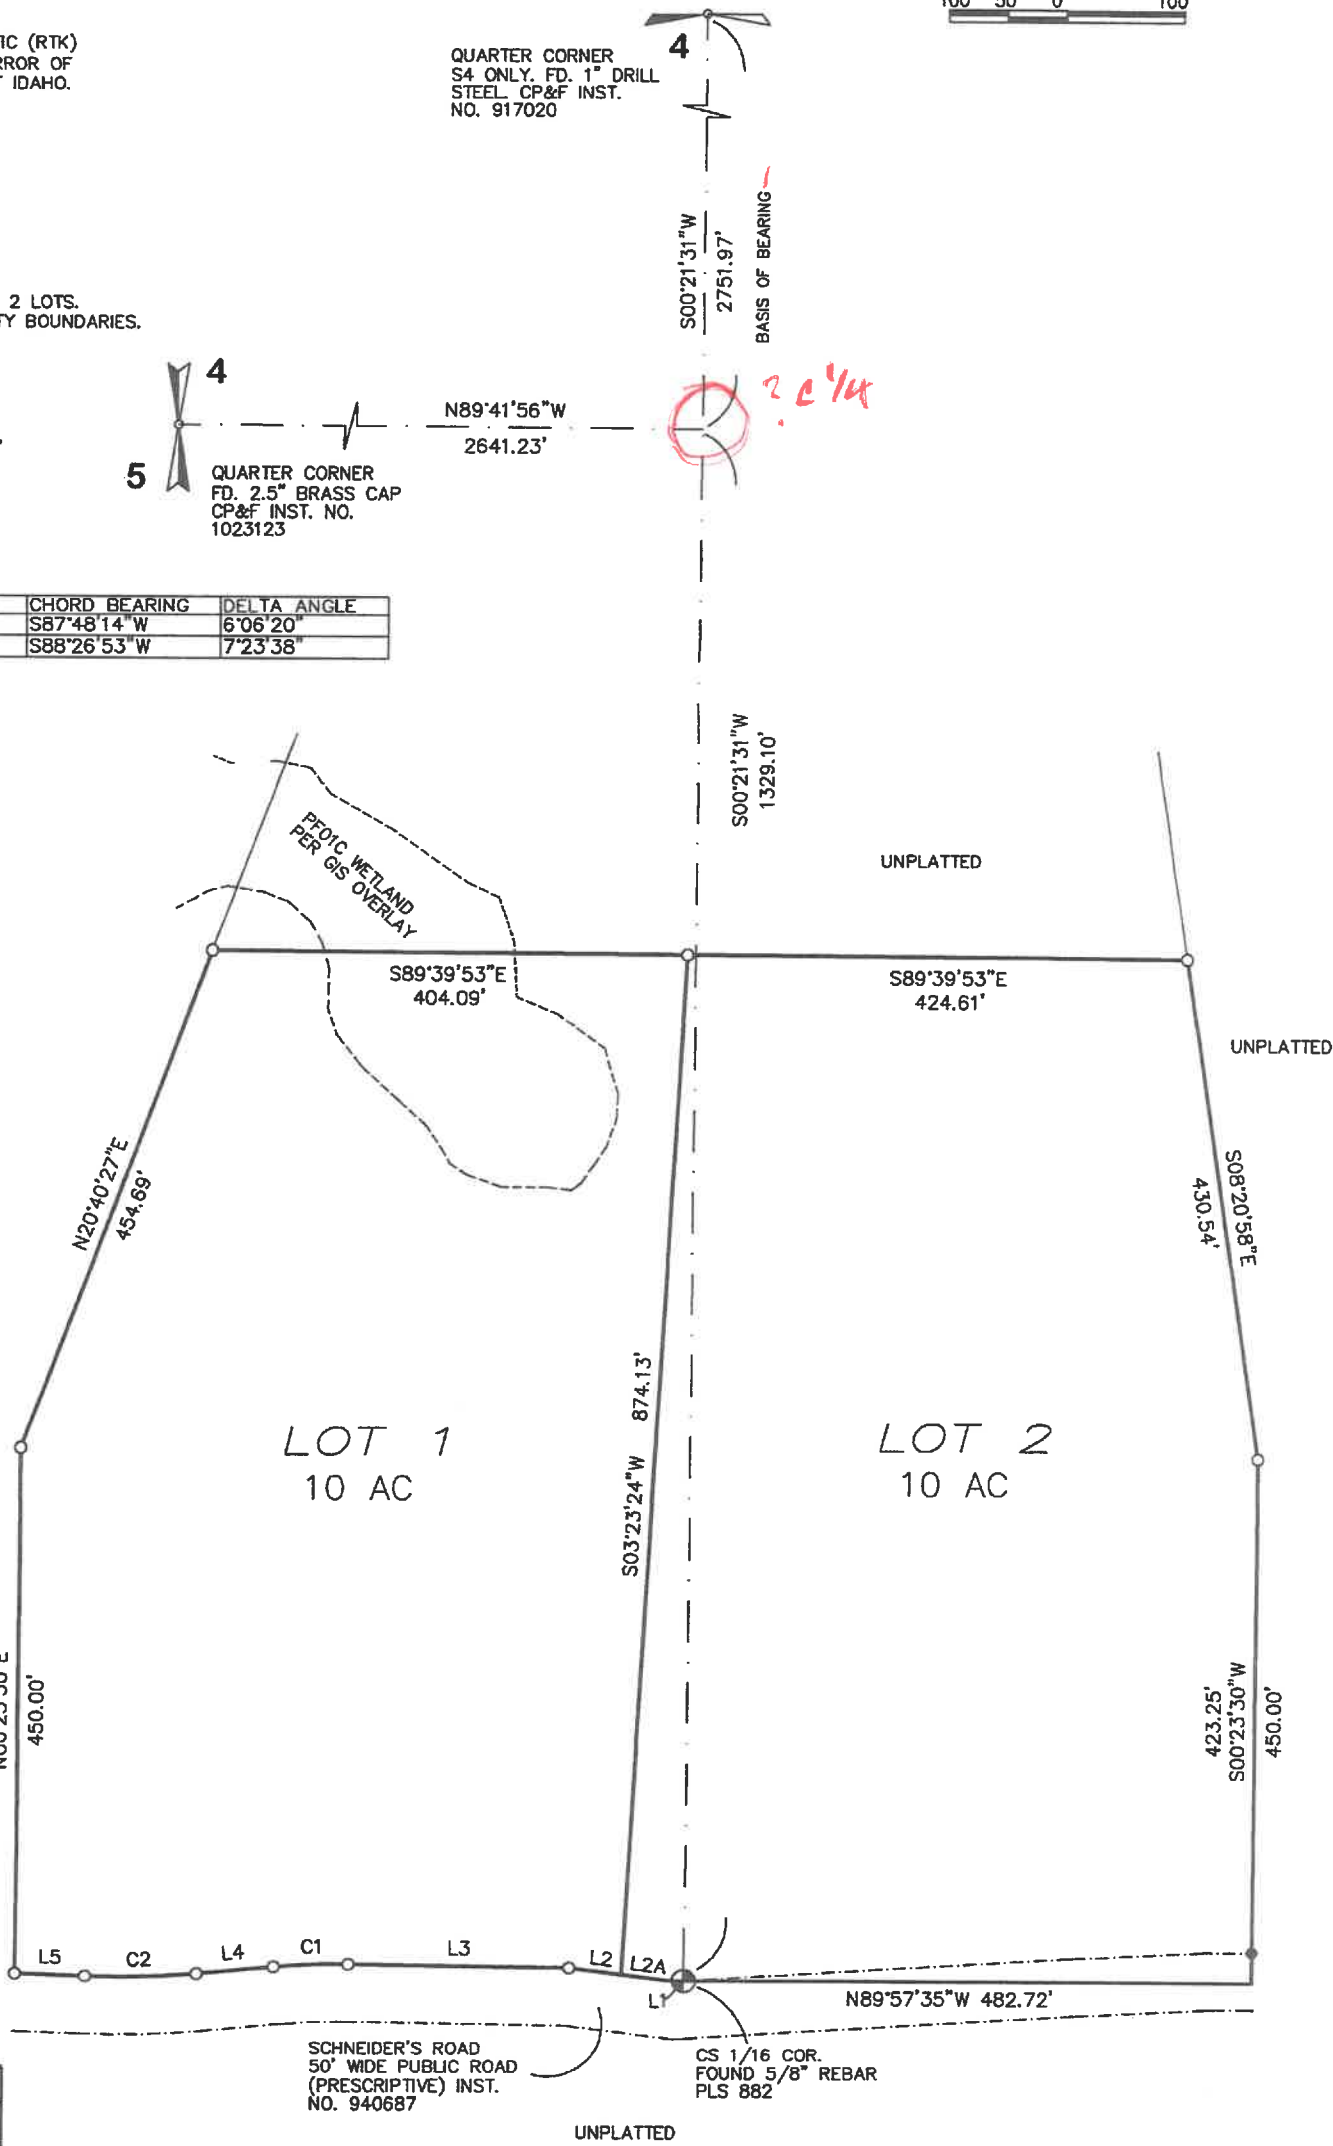 100 50 0 100
IC (RTK)
RROR OF
T IDAHO.
4
QUARTER CORNER
S4 ONLY. FD. 1" DRILL
STEEL CP&F INST.
NO. 917020
S00°21'31"W
2751.97'
BASIS OF BEARING
2 LOTS.
TY BOUNDARIES.
4
5
QUARTER CORNER
FD. 2.5" BRASS CAP
CP&F INST. NO.
1023123
N89°41'56"W
2641.23'
? C 1/4
CHORD BEARING DELTA ANGLE
S87°48'14"W 6°06'20"
S88°26'53"W 7°23'38"
S00°21'31"W
1329.10'
PF01C WETLAND
PER GIS OVERLAY
UNPLATTED
S89°39'53"E
404.09'
S89°39'53"E
424.61'
UNPLATTED
N20°40'27"E
454.69'
S08°20'58"E
430.54'
S03°23'24"W 874.13'
LOT 1
10 AC
LOT 2
10 AC
450.00'
423.25'
S00°23'30"W
450.00'
L5 C2 L4 C1 L3 L2 L2A
L1
N89°57'35"W 482.72'
SCHNEIDER'S ROAD
50' WIDE PUBLIC ROAD
(PRESCRIPTIVE) INST.
NO. 940687
CS 1/16 COR.
FOUND 5/8" REBAR
PLS 882
UNPLATTED